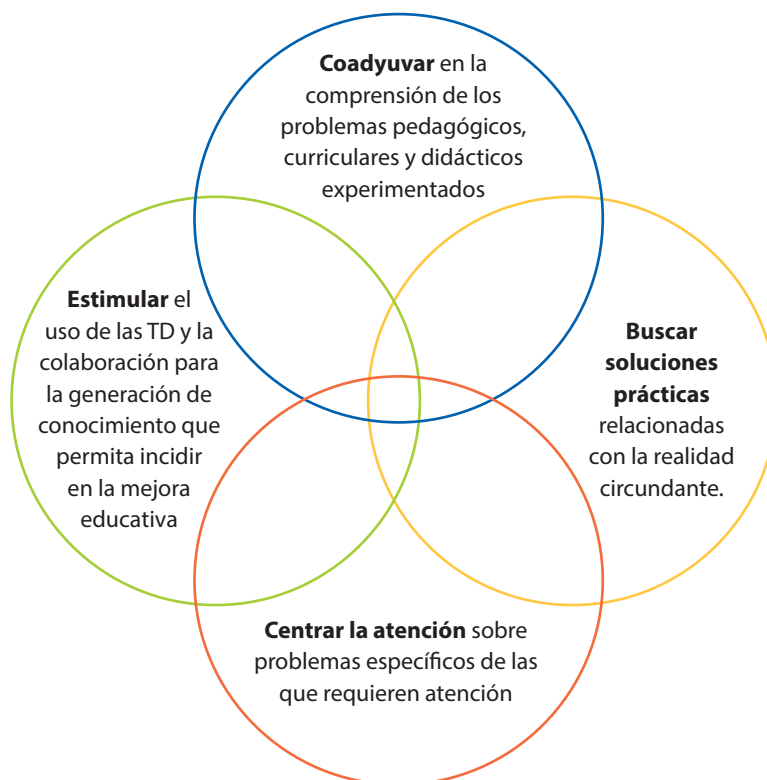 Coadyuvar en la
comprensión de los
problemas pedagógicos,
curriculares y didácticos
experimentados
Estimular el
uso de las TD y la
colaboración para
la generación de
conocimiento que
permita incidir
en la mejora
educativa
Buscar
soluciones
prácticas
relacionadas
con la realidad
circundante.
Centrar la atención sobre
problemas específicos de las
que requieren atención